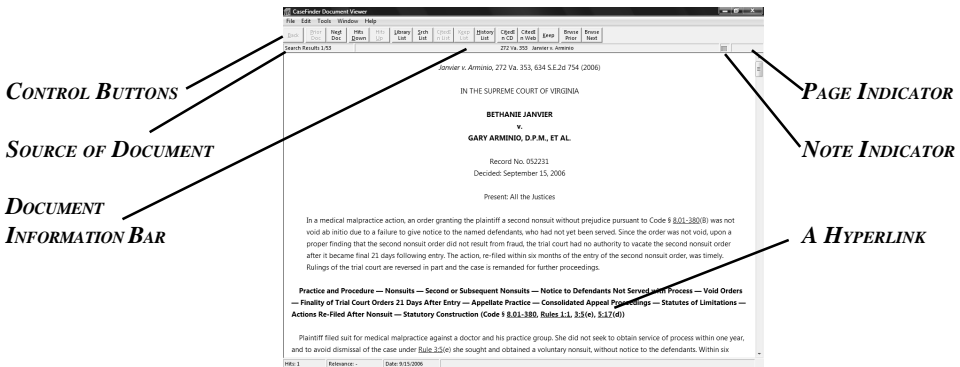 CaseFinder Document Viewer
File Edit Tools Window Help
Back Prior Doc Next Doc Hits Down Hits Up Library List Srch List CitedIn List Keep List History List CitedIn CD CitedIn Web Keep Brwse Prior Brwse Next
Search Results 1/53 272 Va. 353 Janvier v. Arminio
Janvier v. Arminio, 272 Va. 353, 634 S.E.2d 754 (2006)
IN THE SUPREME COURT OF VIRGINIA
CONTROL BUTTONS
PAGE INDICATOR
BETHANIE JANVIER
v.
GARY ARMINIO, D.P.M., ET AL.
SOURCE OF DOCUMENT
NOTE INDICATOR
Record No. 052231
Decided: September 15, 2006
Present: All the Justices
DOCUMENT
INFORMATION BAR
A HYPERLINK
In a medical malpractice action, an order granting the plaintiff a second nonsuit without prejudice pursuant to Code § 8.01-380(B) was not
void ab initio due to a failure to give notice to the named defendants, who had not yet been served. Since the order was not void, upon a
proper finding that the second nonsuit order did not result from fraud, the trial court had no authority to vacate the second nonsuit order
after it became final 21 days following entry. The action, re-filed within six months of the entry of the second nonsuit order, was timely.
Rulings of the trial court are reversed in part and the case is remanded for further proceedings.
Practice and Procedure — Nonsuits — Second or Subsequent Nonsuits — Notice to Defendants Not Served with Process — Void Orders
— Finality of Trial Court Orders 21 Days After Entry — Appellate Practice — Consolidated Appeal Proceedings — Statutes of Limitations —
Actions Re-Filed After Nonsuit — Statutory Construction (Code § 8.01-380, Rules 1:1, 3:5(e), 5:17(d))
Plaintiff filed suit for medical malpractice against a doctor and his practice group. She did not seek to obtain service of process within one year,
and to avoid dismissal of the case under Rule 3:5(e) she sought and obtained a voluntary nonsuit, without notice to the defendants. Within six
Hits: 1 Relevance: - Date: 9/15/2006